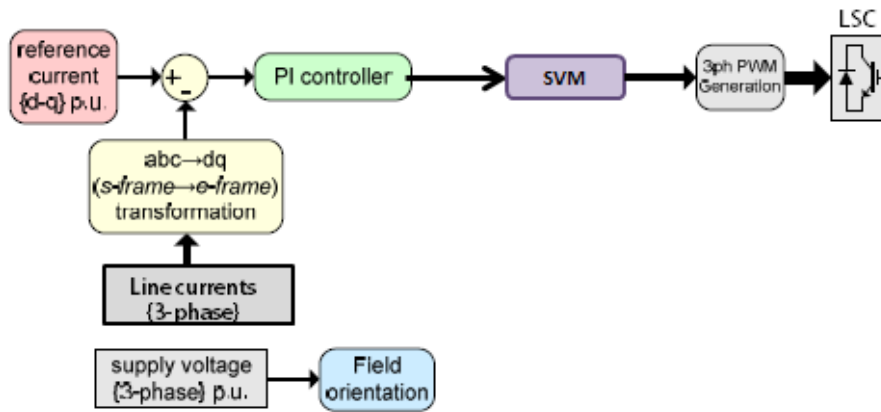 LSC
reference
current
{d-q} p.u.
+
-
PI controller
SVM
3ph PWM
Generation
abc→dq
(s-frame→e-frame)
transformation
Line currents
{3-phase}
supply voltage
{3-phase} p.u.
Field
orientation